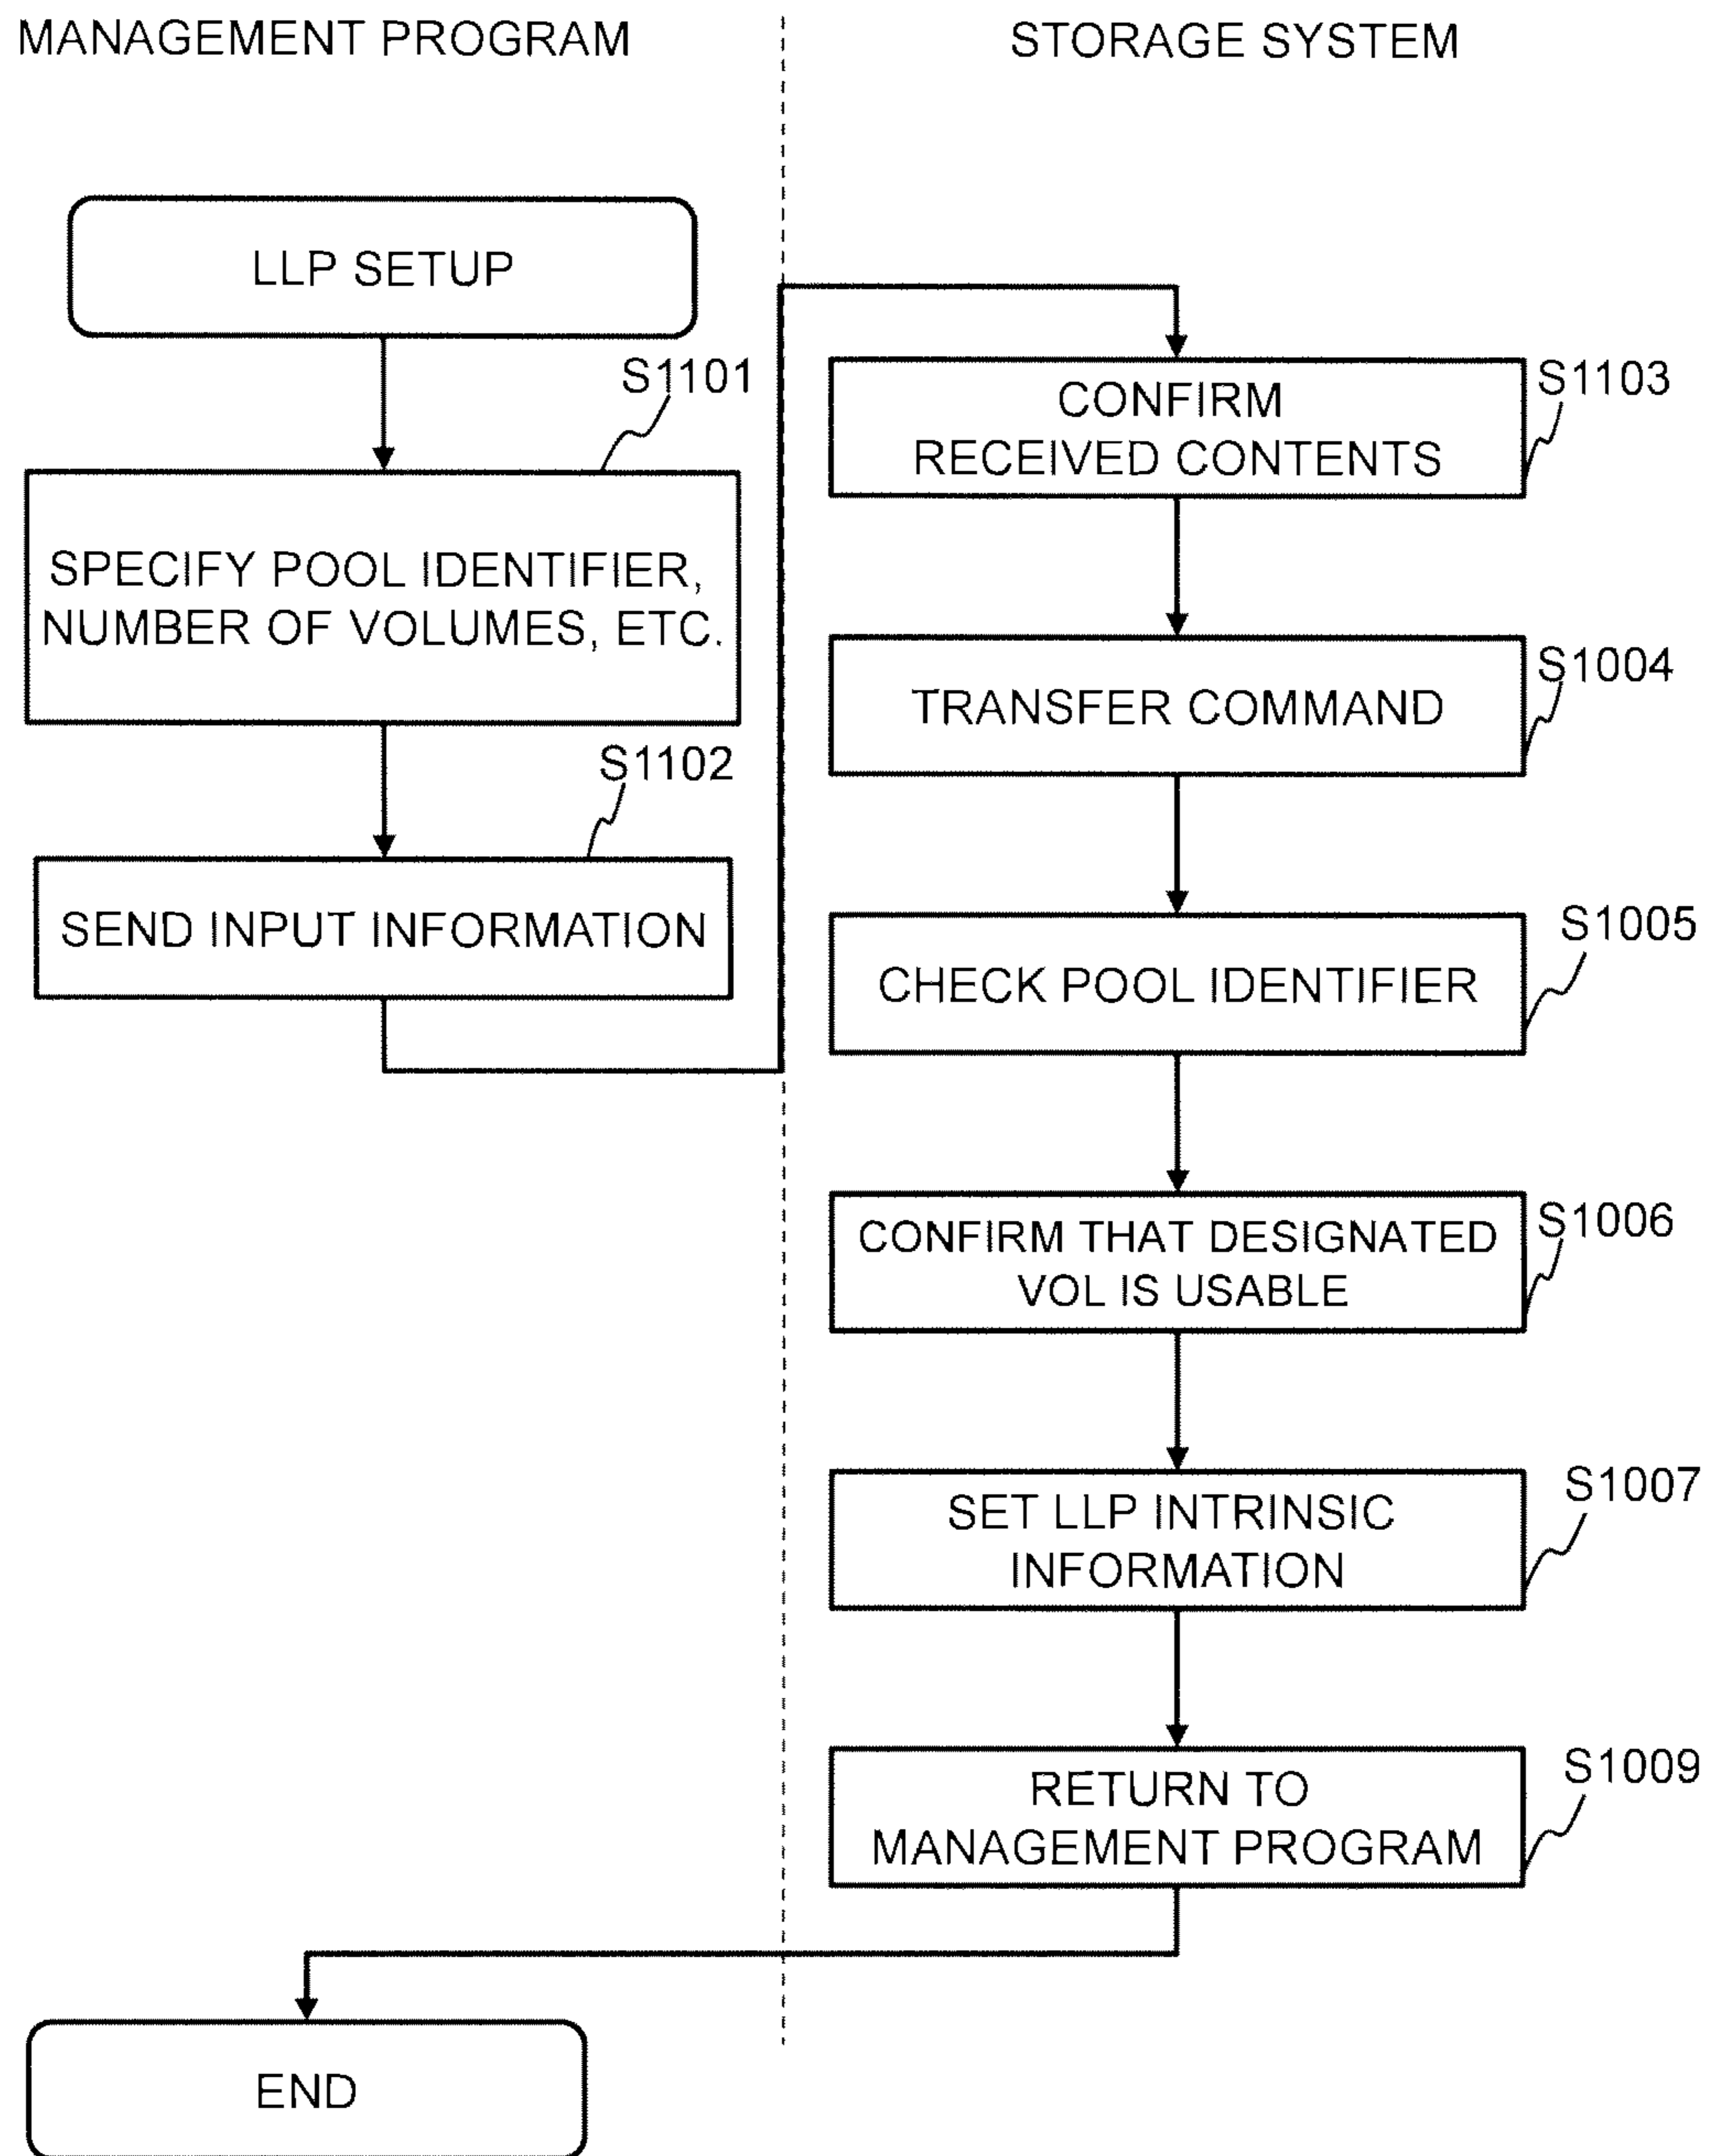 MANAGEMENT PROGRAM
STORAGE SYSTEM
LLP SETUP
S1101
SPECIFY POOL IDENTIFIER,
NUMBER OF VOLUMES, ETC.
S1102
SEND INPUT INFORMATION
S1103
CONFIRM
RECEIVED CONTENTS
S1004
TRANSFER COMMAND
S1005
CHECK POOL IDENTIFIER
S1006
CONFIRM THAT DESIGNATED
VOL IS USABLE
S1007
SET LLP INTRINSIC
INFORMATION
S1009
RETURN TO
MANAGEMENT PROGRAM
END